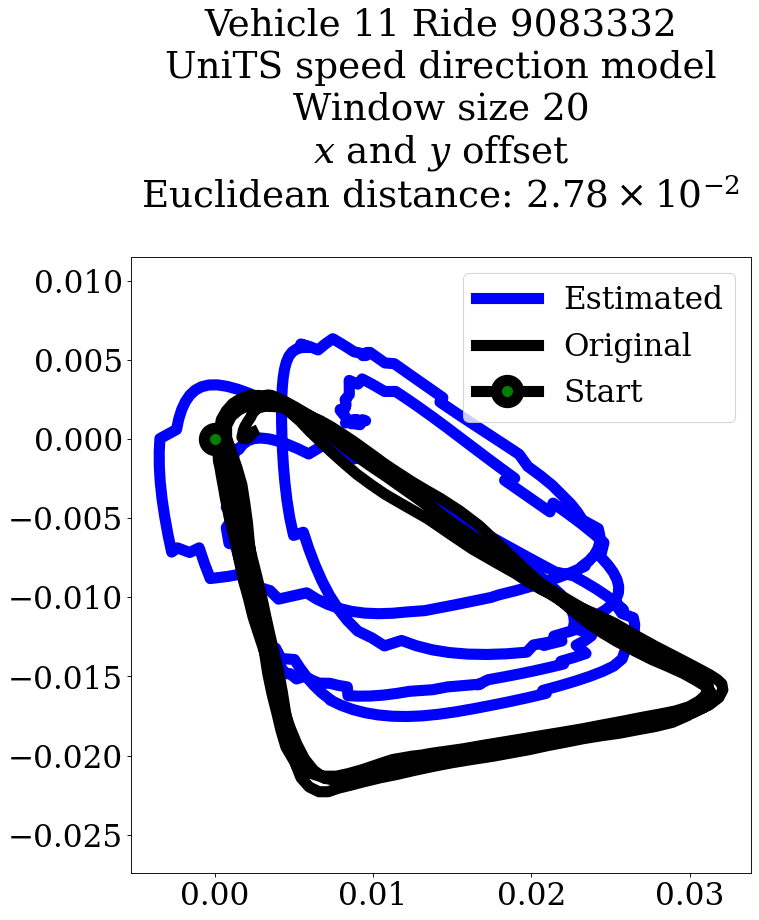 Vehicle 11 Ride 9083332
UniTS speed direction model
Window size 20
x and y offset
Euclidean distance: 2.78 × 10⁻²
Estimated
Original
Start
0.010
0.005
0.000
−0.005
−0.010
−0.015
−0.020
−0.025
0.00 0.01 0.02 0.03